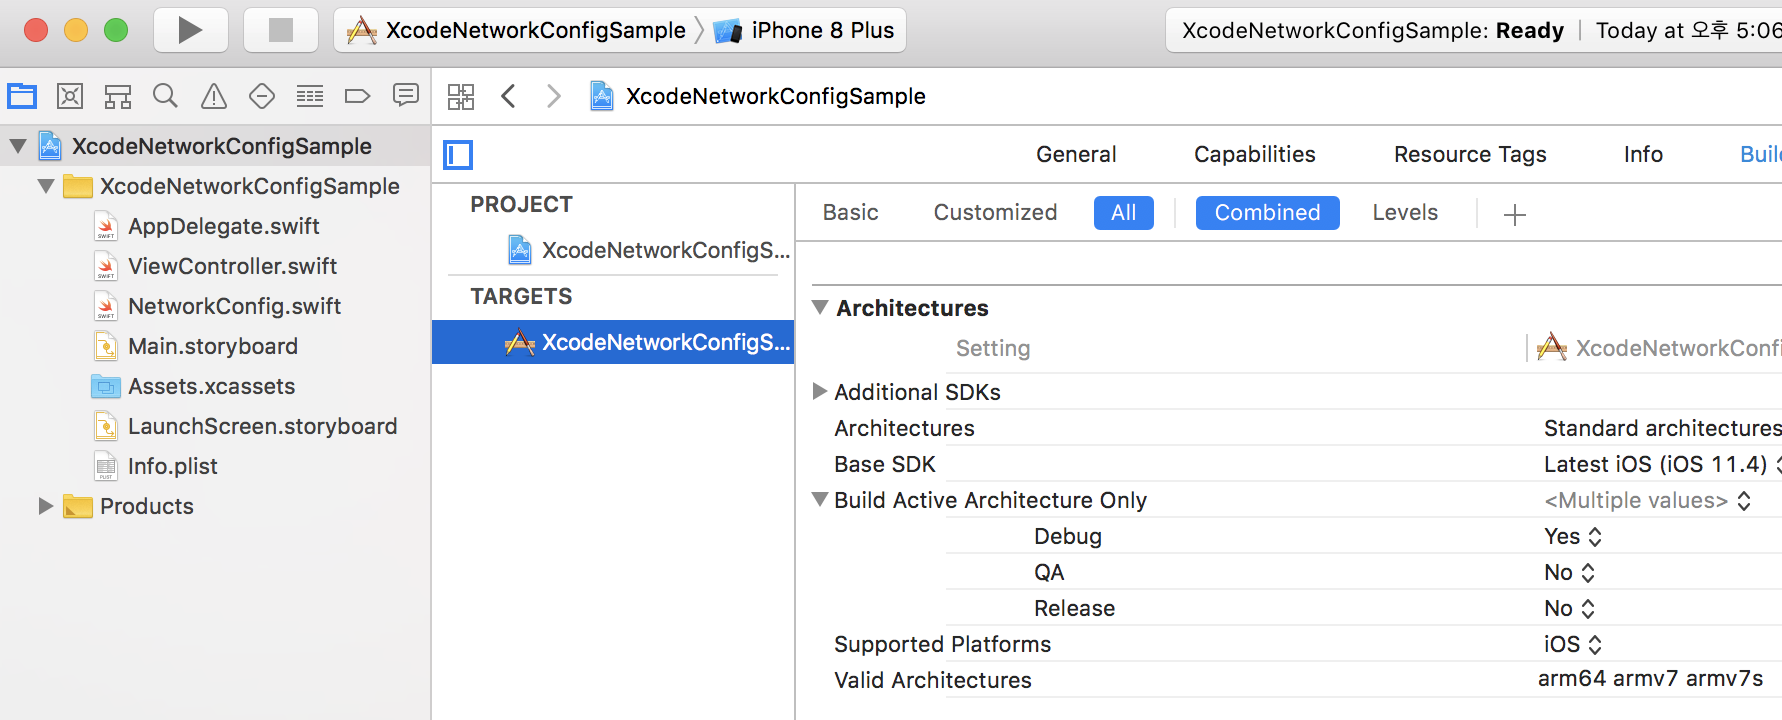 XcodeNetworkConfigSample
iPhone 8 Plus
XcodeNetworkConfigSample: Ready
Today at 오후 5:06
XcodeNetworkConfigSample
XcodeNetworkConfigSample
XcodeNetworkConfigSample
AppDelegate.swift
ViewController.swift
NetworkConfig.swift
Main.storyboard
Assets.xcassets
LaunchScreen.storyboard
Info.plist
Products
General
Capabilities
Resource Tags
Info
Buil
PROJECT
XcodeNetworkConfigS...
TARGETS
XcodeNetworkConfigS...
Basic
Customized
All
Combined
Levels
Architectures
Setting
XcodeNetworkConfi
Additional SDKs
Architectures
Standard architectures
Base SDK
Latest iOS (iOS 11.4)
Build Active Architecture Only
<Multiple values>
Debug
Yes
QA
No
Release
No
Supported Platforms
iOS
Valid Architectures
arm64 armv7 armv7s